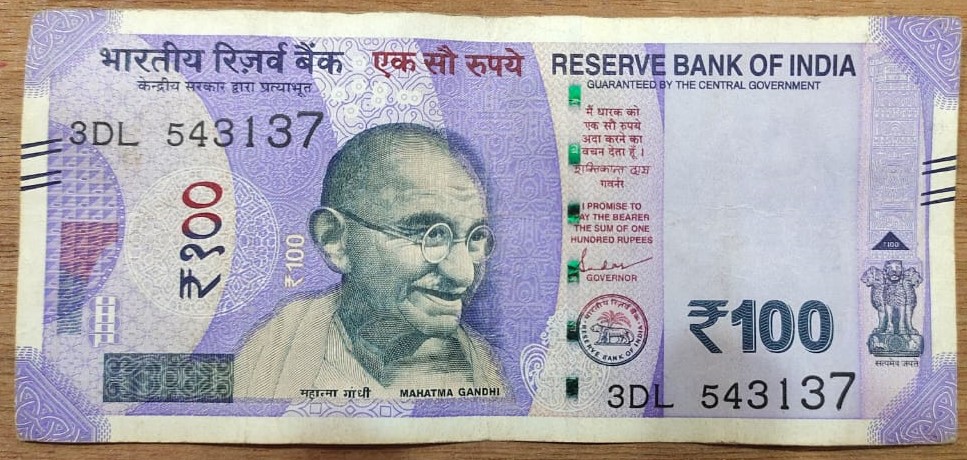 भारतीय रिज़र्व बैंक
केन्द्रीय सरकार द्वारा प्रत्याभूत
एक सौ रुपये
RESERVE BANK OF INDIA
GUARANTEED BY THE CENTRAL GOVERNMENT
3DL 543137
₹१००
₹100
मैं धारक को
एक सौ रुपये
अदा करने का
वचन देता हूँ।
शक्तिकान्त दास
गवर्नर
I PROMISE TO
PAY THE BEARER
THE SUM OF ONE
HUNDRED RUPEES
GOVERNOR
भारतीय रिज़र्व बैंक
RESERVE BANK OF INDIA
₹100
₹100
सत्यमेव जयते
महात्मा गांधी
MAHATMA GANDHI
3DL 543137